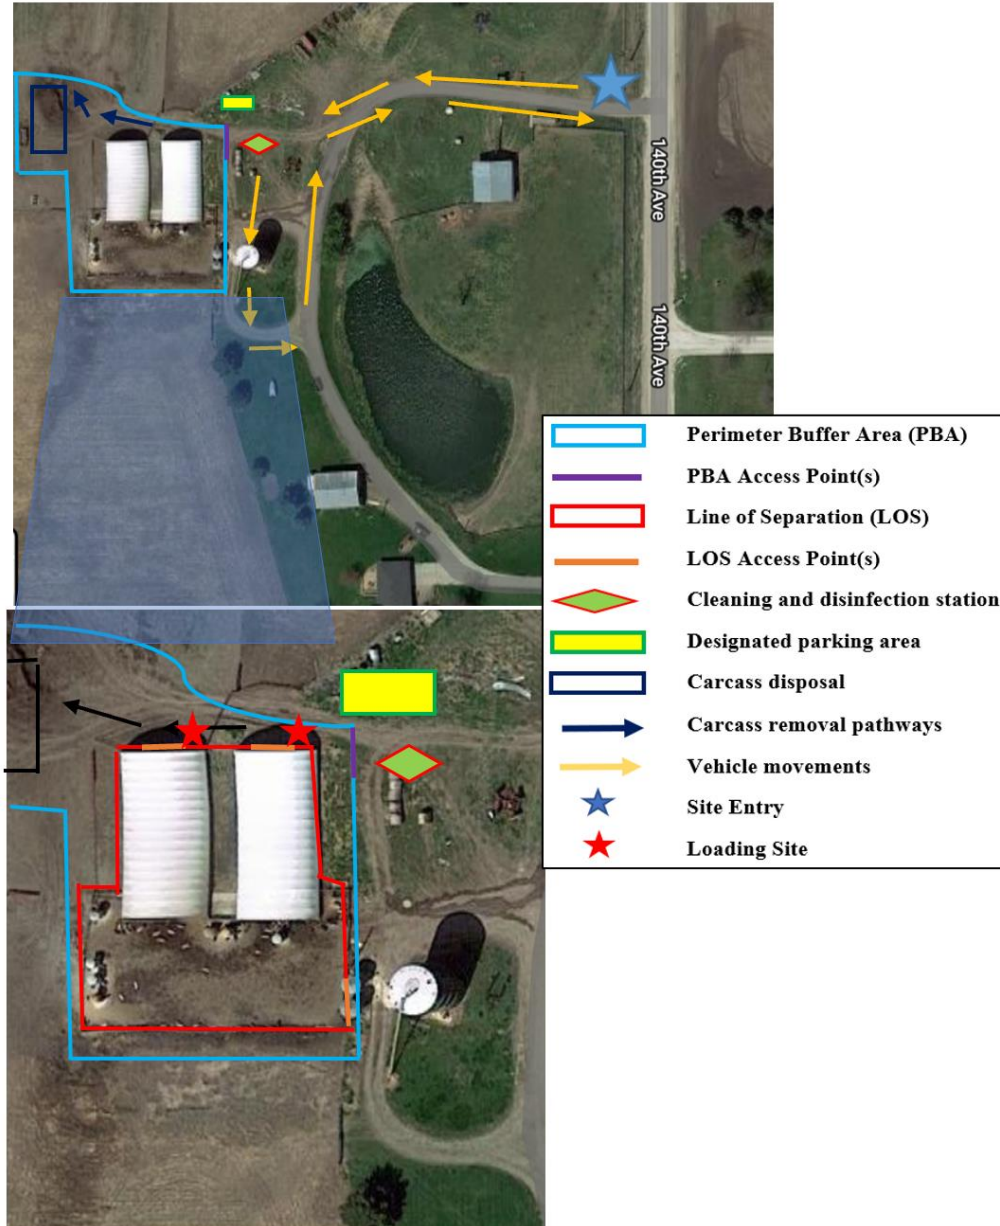 140th Ave
140th Ave
Perimeter Buffer Area (PBA)
PBA Access Point(s)
Line of Separation (LOS)
LOS Access Point(s)
Cleaning and disinfection station
Designated parking area
Carcass disposal
Carcass removal pathways
Vehicle movements
Site Entry
Loading Site